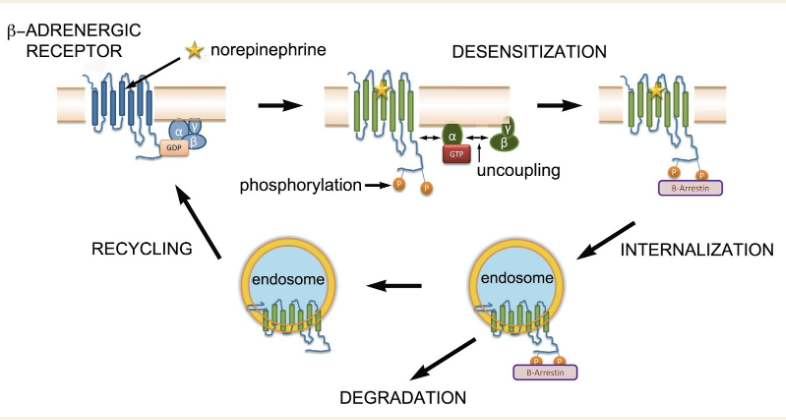 β–ADRENERGIC
RECEPTOR
norepinephrine
DESENSITIZATION
α
γ
β
GDP
α
γ
β
GTP
uncoupling
phosphorylation
P
P
P
P
B-Arrestin
RECYCLING
INTERNALIZATION
endosome
endosome
P
P
B-Arrestin
DEGRADATION